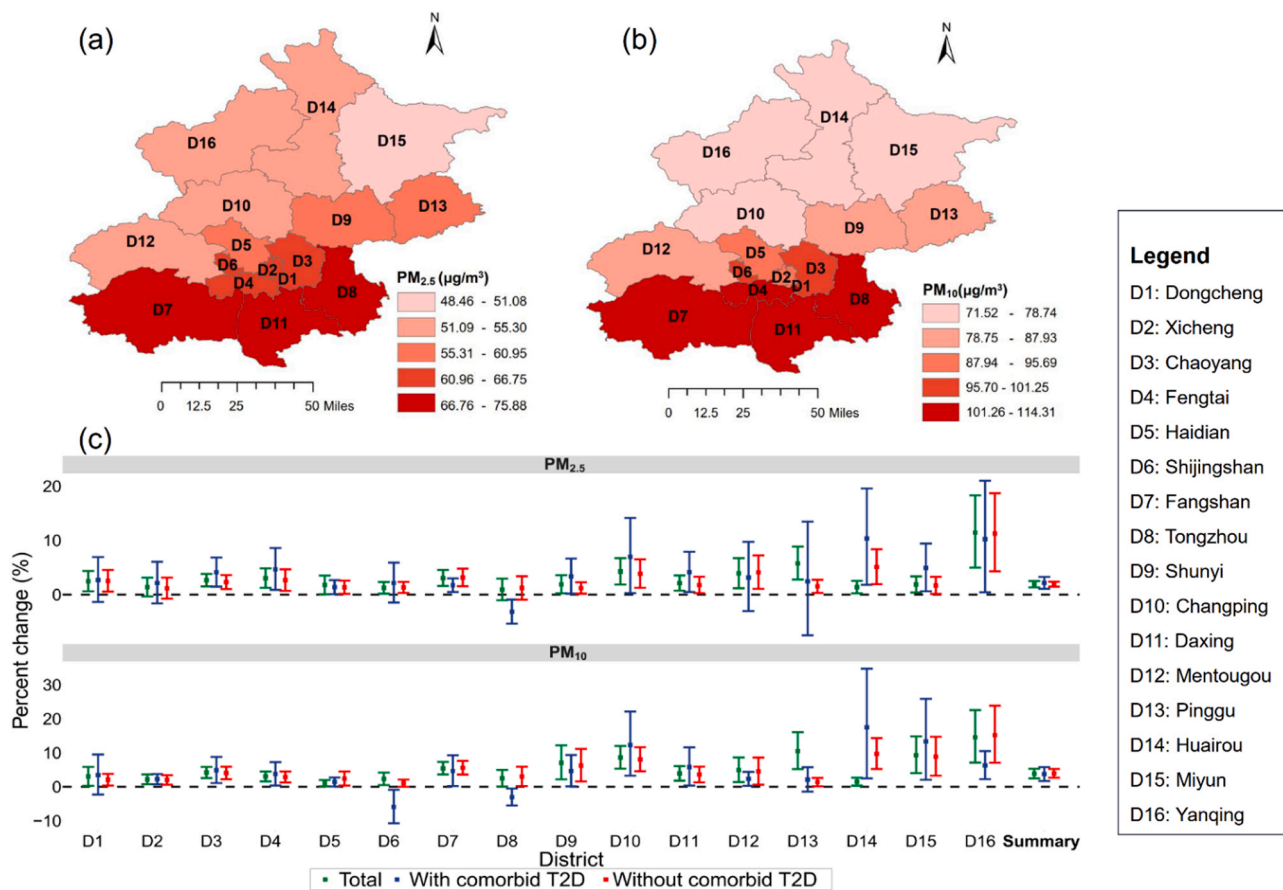 (a)
N
D14
D16
D15
D10
D9
D13
D12
D5
D6
D2
D3
D4
D1
D7
D11
D8
PM2.5 (μg/m³)
48.46 - 51.08
51.09 - 55.30
55.31 - 60.95
60.96 - 66.75
66.76 - 75.88
0 12.5 25 50 Miles
(b)
N
D14
D16
D15
D10
D9
D13
D12
D5
D6
D2
D3
D4
D1
D7
D11
D8
PM10(μg/m³)
71.52 - 78.74
78.75 - 87.93
87.94 - 95.69
95.70 - 101.25
101.26 - 114.31
0 12.5 25 50 Miles
Legend
D1: Dongcheng
D2: Xicheng
D3: Chaoyang
D4: Fengtai
D5: Haidian
D6: Shijingshan
D7: Fangshan
D8: Tongzhou
D9: Shunyi
D10: Changping
D11: Daxing
D12: Mentougou
D13: Pinggu
D14: Huairou
D15: Miyun
D16: Yanqing
(c)
PM2.5
20
10
0
Percent change (%)
PM10
30
20
10
0
−10
D1 D2 D3 D4 D5 D6 D7 D8 D9 D10 D11 D12 D13 D14 D15 D16 Summary
District
Total With comorbid T2D Without comorbid T2D